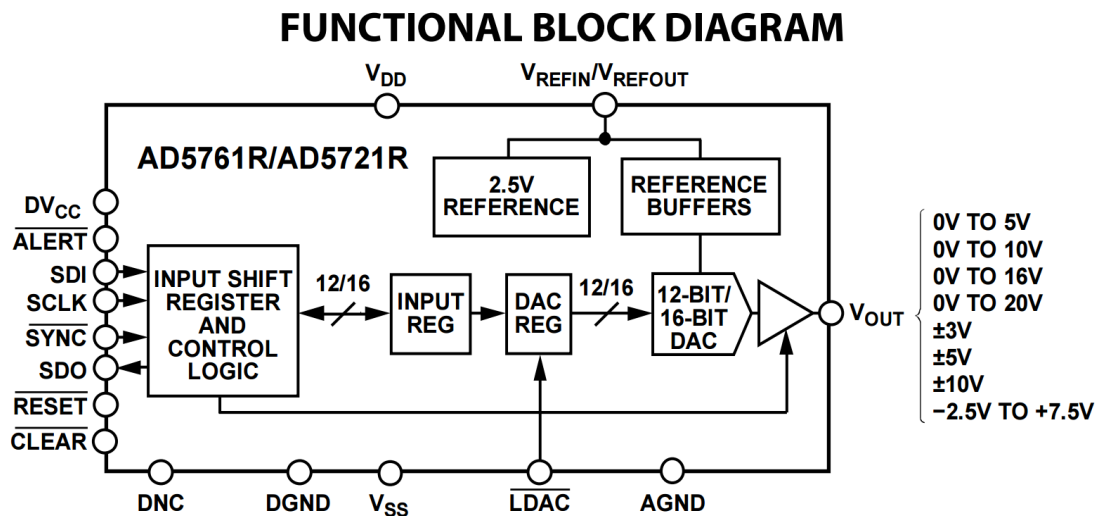 FUNCTIONAL BLOCK DIAGRAM
VDD
VREFIN/VREFOUT
AD5761R/AD5721R
2.5V
REFERENCE
REFERENCE
BUFFERS
DVCC
ALERT
SDI
SCLK
SYNC
SDO
RESET
CLEAR
INPUT SHIFT
REGISTER
AND
CONTROL
LOGIC
12/16
INPUT
REG
DAC
REG
12/16
12-BIT/
16-BIT
DAC
VOUT
0V TO 5V
0V TO 10V
0V TO 16V
0V TO 20V
±3V
±5V
±10V
−2.5V TO +7.5V
DNC
DGND
VSS
LDAC
AGND